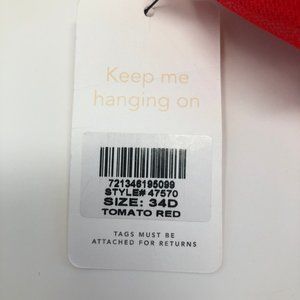 Keep me
hanging on
721346195099
STYLE# 47570
SIZE: 34D
TOMATO RED
TAGS MUST BE
ATTACHED FOR RETURNS